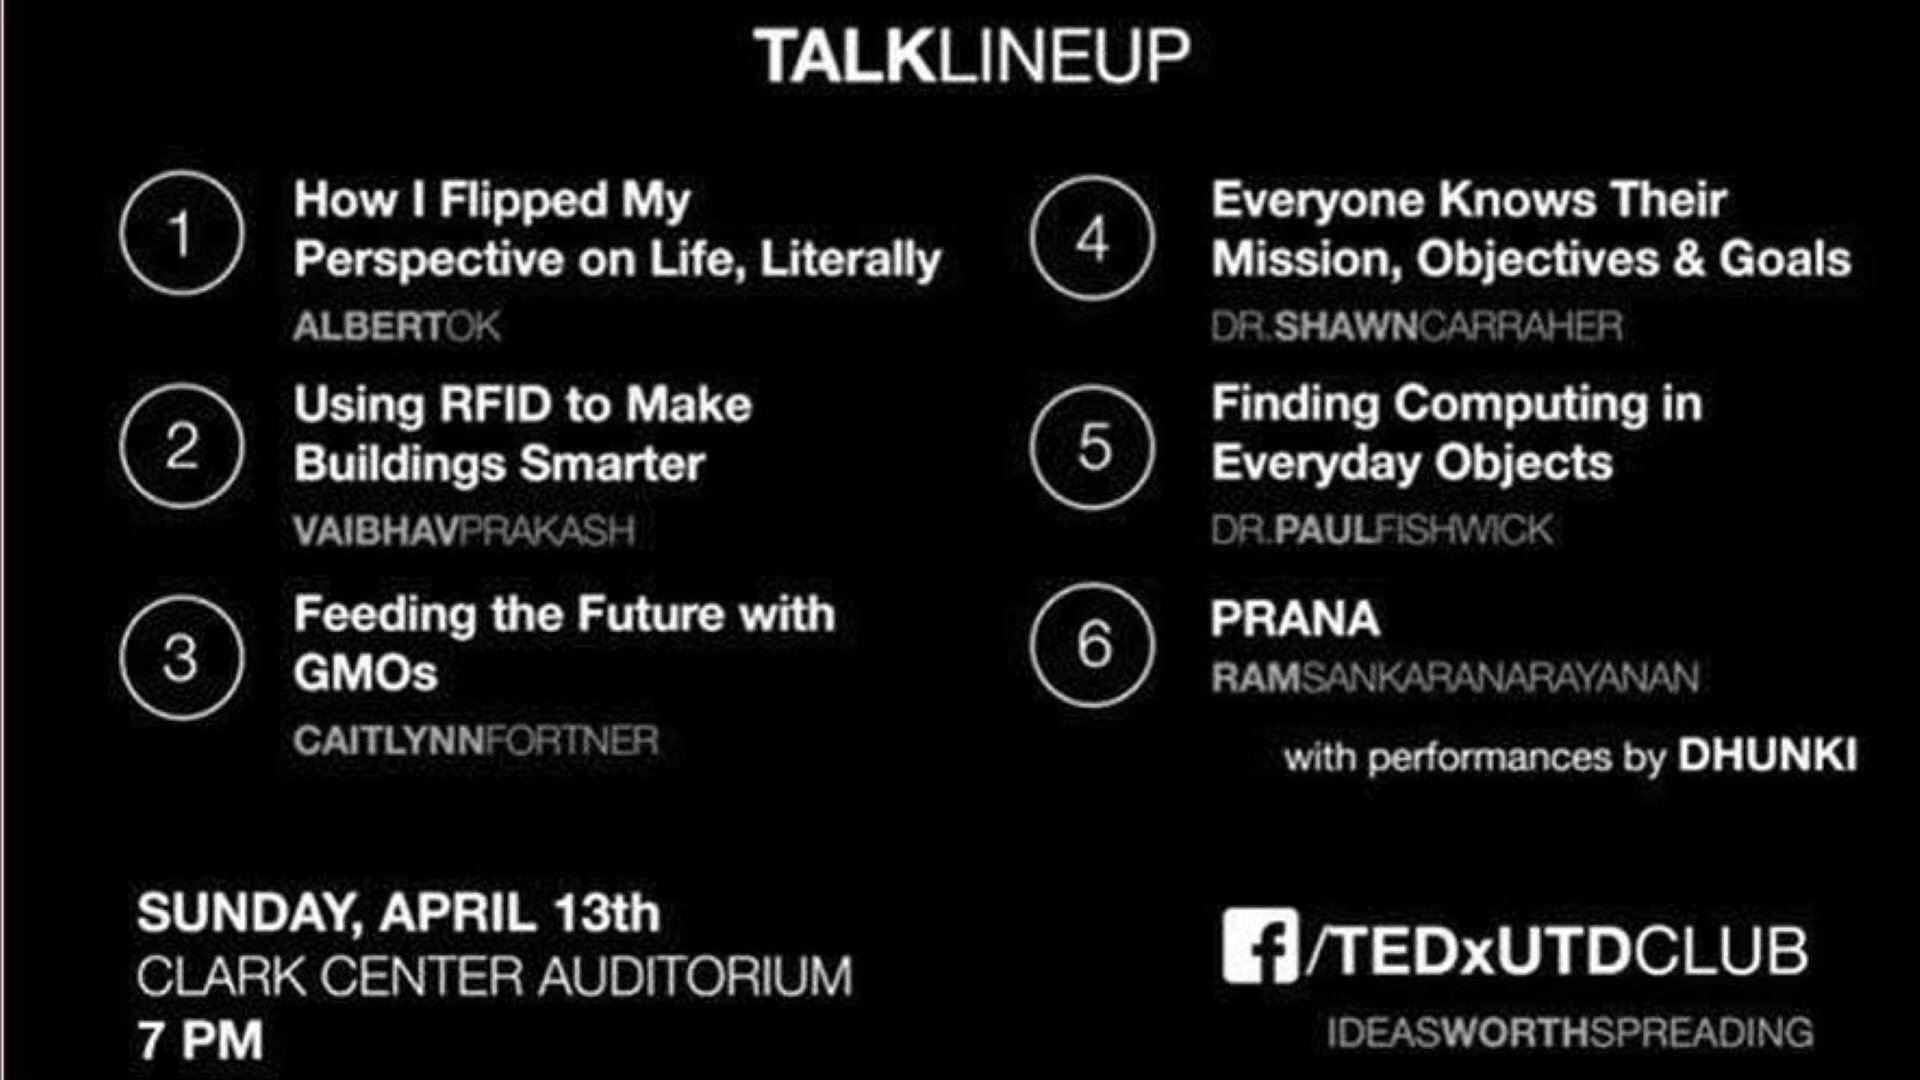 TALKLINEUP
1
How I Flipped My
Perspective on Life, Literally
ALBERTOK
2
Using RFID to Make
Buildings Smarter
VAIBHAVPRAKASH
3
Feeding the Future with
GMOs
CAITLYNNFORTNER
4
Everyone Knows Their
Mission, Objectives & Goals
DR.SHAWNCARRAHER
5
Finding Computing in
Everyday Objects
DR.PAULFISHWICK
6
PRANA
RAMSANKARANARAYANAN
with performances by DHUNKI
SUNDAY, APRIL 13th
CLARK CENTER AUDITORIUM
7 PM
f/TEDxUTDCLUB
IDEASWORTHSPREADING